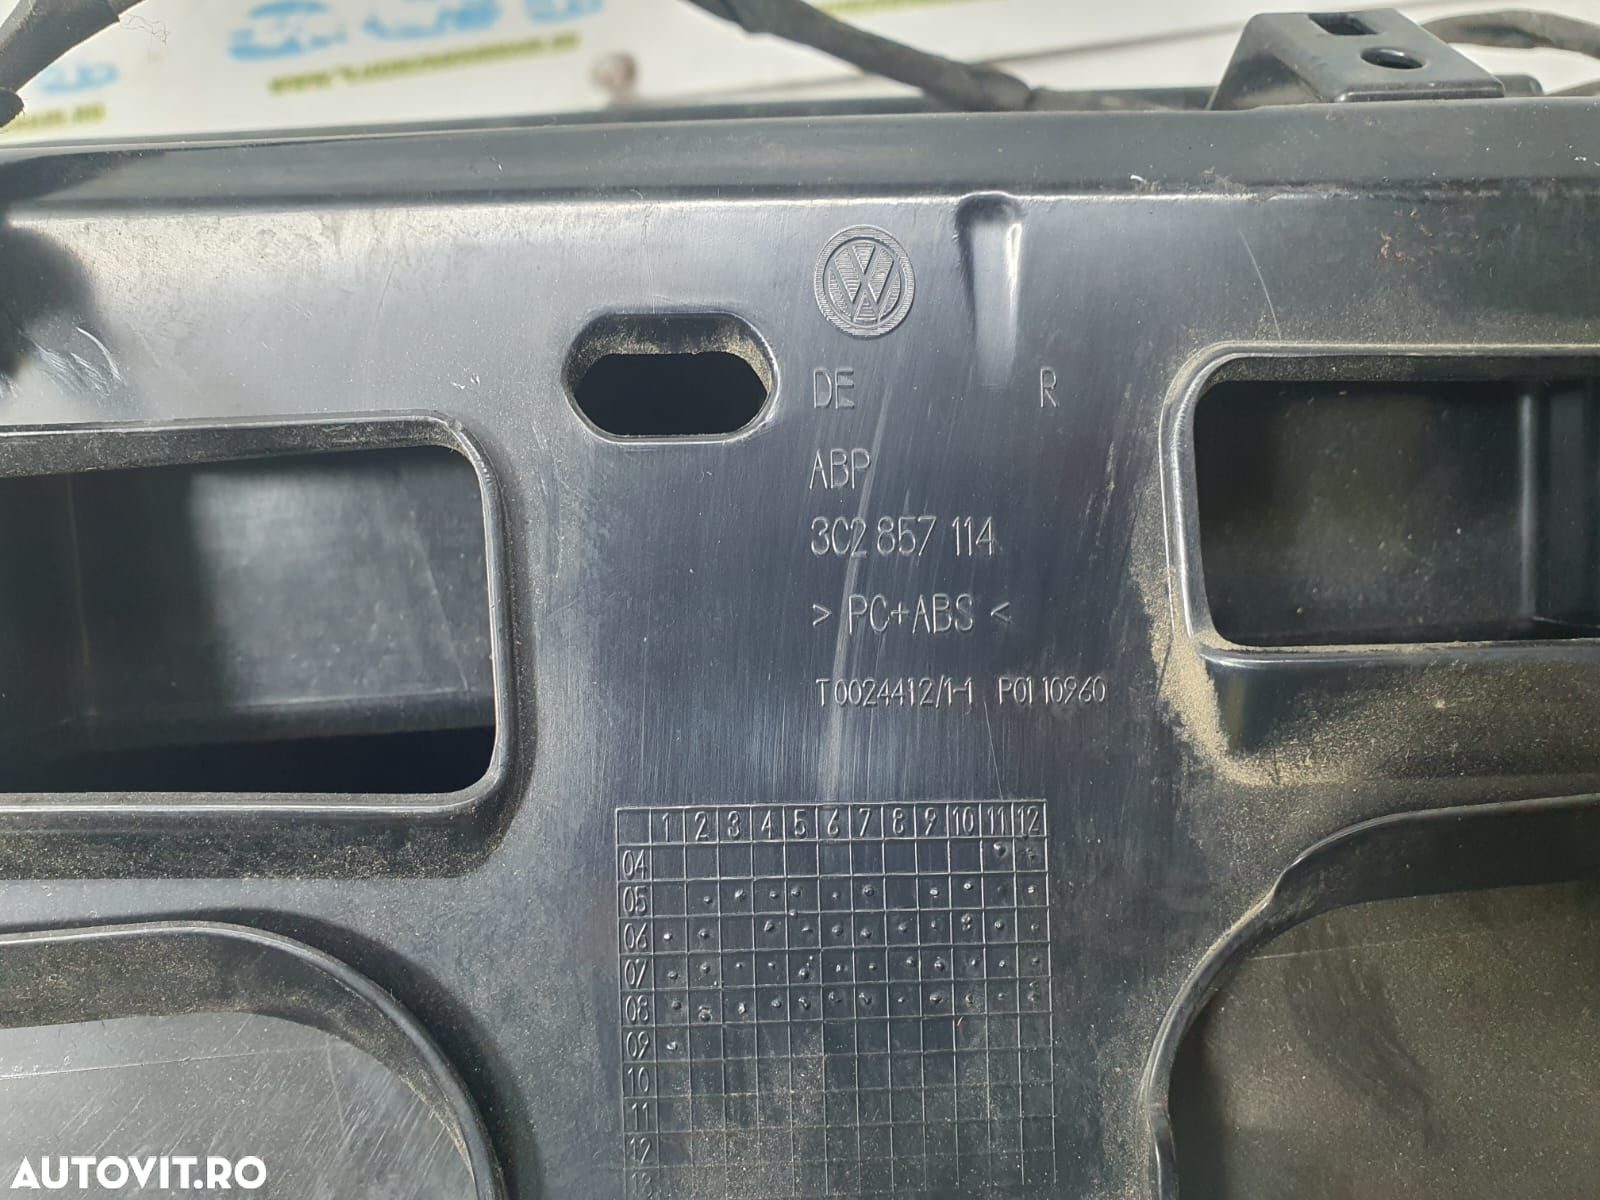 DE R
ABP
3C2 857 114
> PC+ABS <
T0024412/1-1 P0110960
1 2 3 4 5 6 7 8 9 10 11 12
04
05
06
07
08
09
10
11
12
13
AUTOVIT.RO